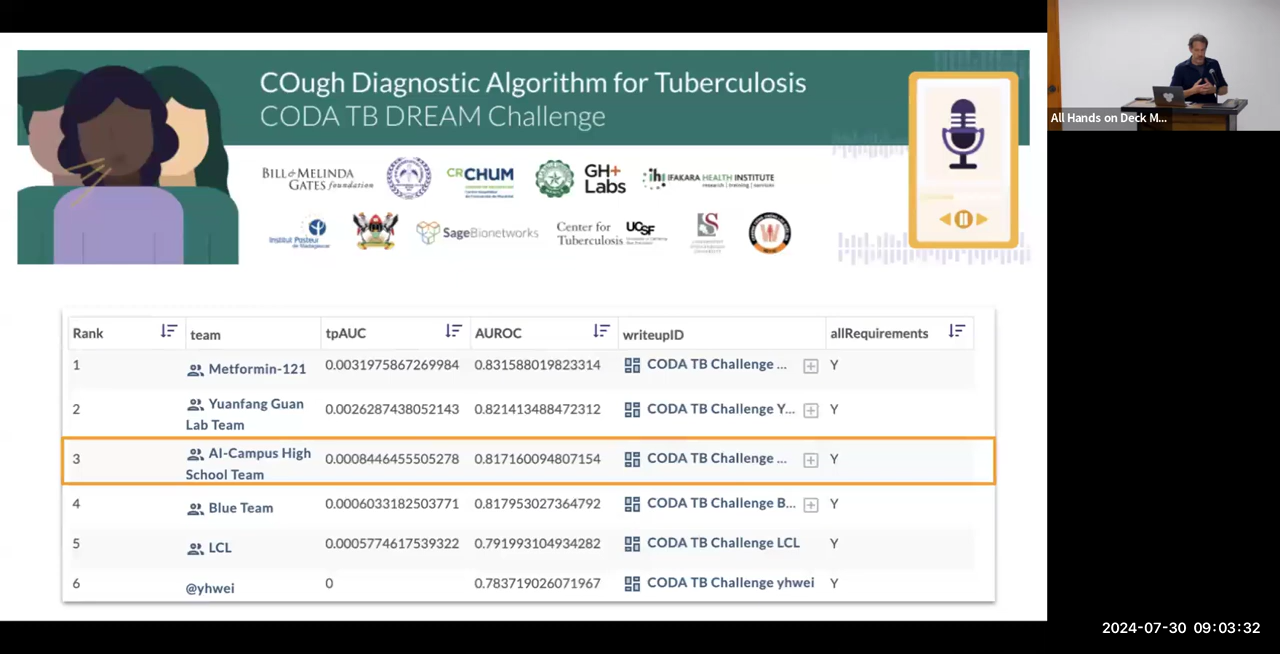 COugh Diagnostic Algorithm for Tuberculosis
CODA TB DREAM Challenge
BILL & MELINDA
GATES foundation
CRCHUM
GH+
Labs
IFAKARA HEALTH INSTITUTE
research | training | services
Institut Pasteur
de Madagascar
SageBionetworks
Center for
Tuberculosis
UCSF
All Hands on Deck M...
Rank team tpAUC AUROC writeupID allRequirements
1 Metformin-121 0.0031975867269984 0.831588019823314 CODA TB Challenge ... Y
2 Yuanfang Guan
Lab Team 0.0026287438052143 0.821413488472312 CODA TB Challenge Y... Y
3 AI-Campus High
School Team 0.0008446455505278 0.817160094807154 CODA TB Challenge ... Y
4 Blue Team 0.0006033182503771 0.817953027364792 CODA TB Challenge B... Y
5 LCL 0.0005774617539322 0.791993104934282 CODA TB Challenge LCL Y
6 @yhwei 0 0.783719026071967 CODA TB Challenge yhwei Y
2024-07-30 09:03:32